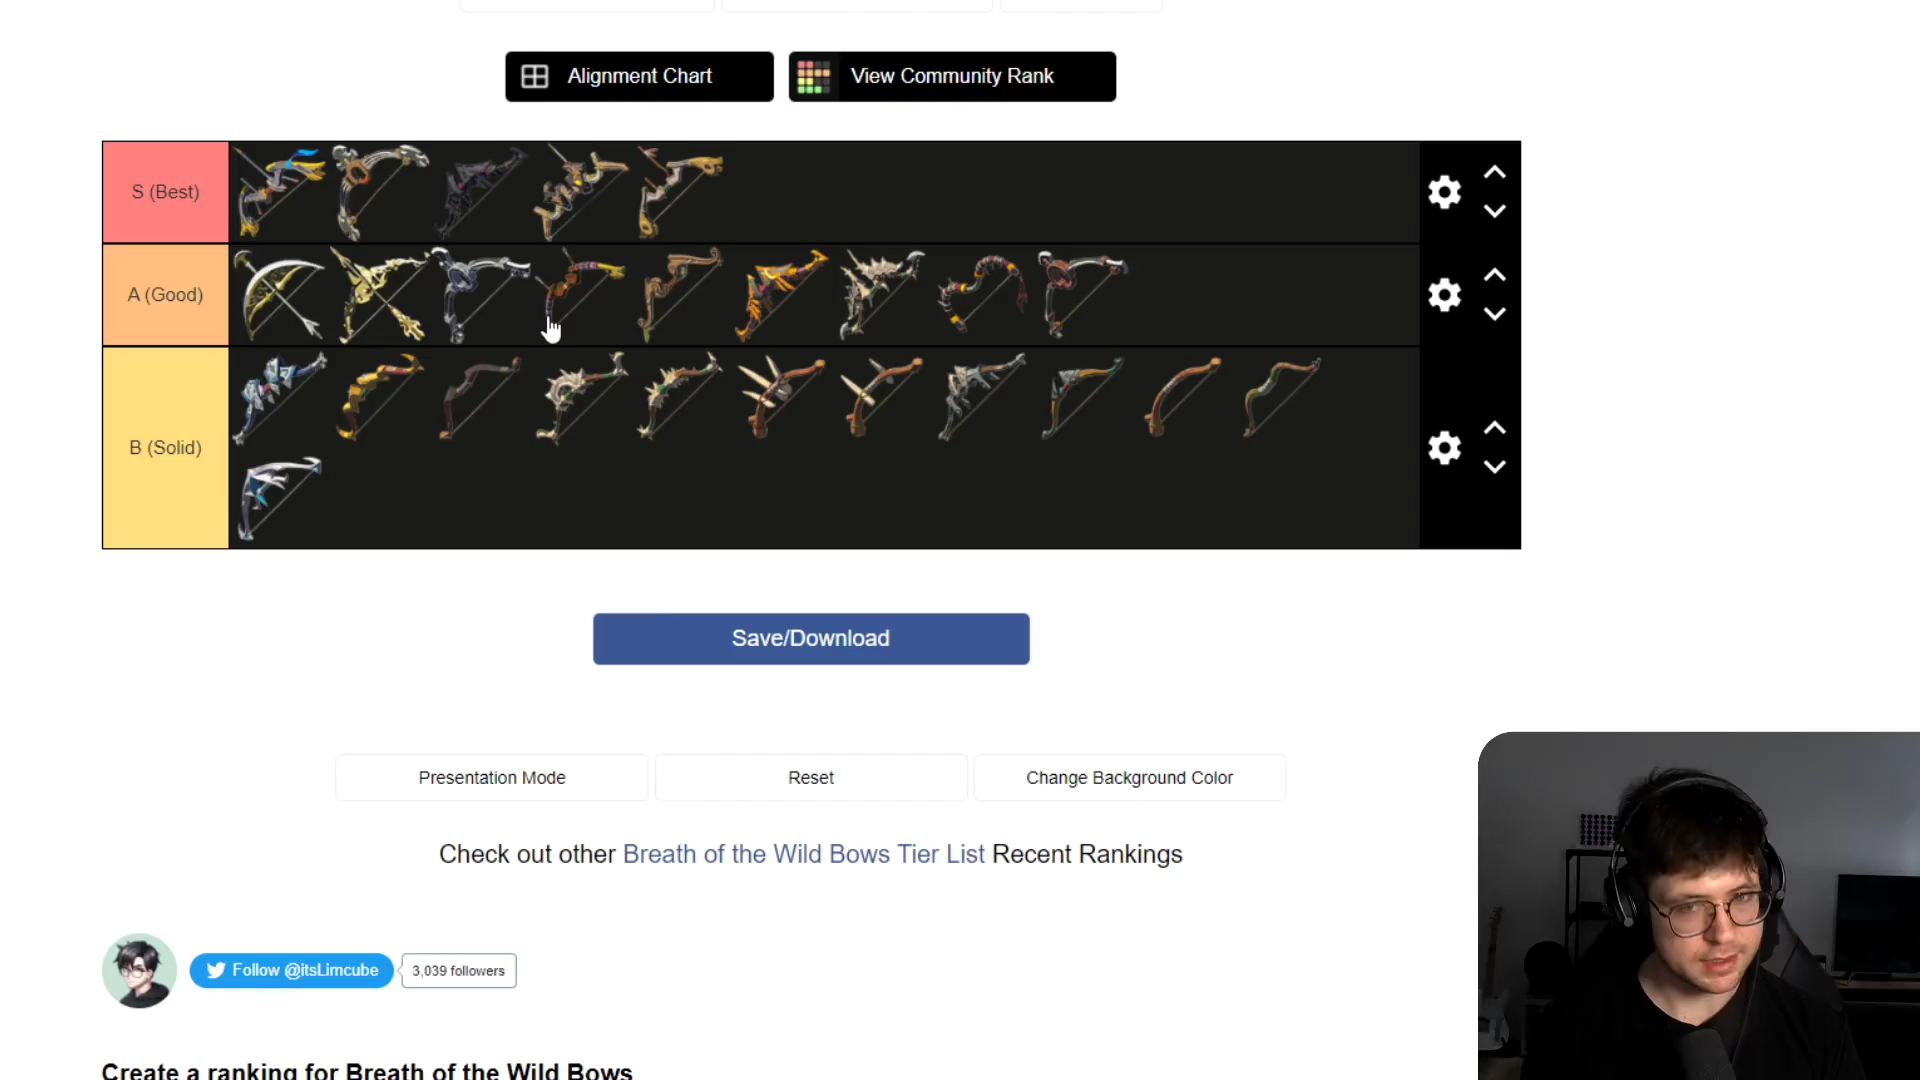 Alignment Chart
View Community Rank
S (Best)
A (Good)
B (Solid)
Save/Download
Presentation Mode
Reset
Change Background Color
Check out other Breath of the Wild Bows Tier List Recent Rankings
Follow @itsLimcube
3,039 followers
Create a ranking for Breath of the Wild Bows